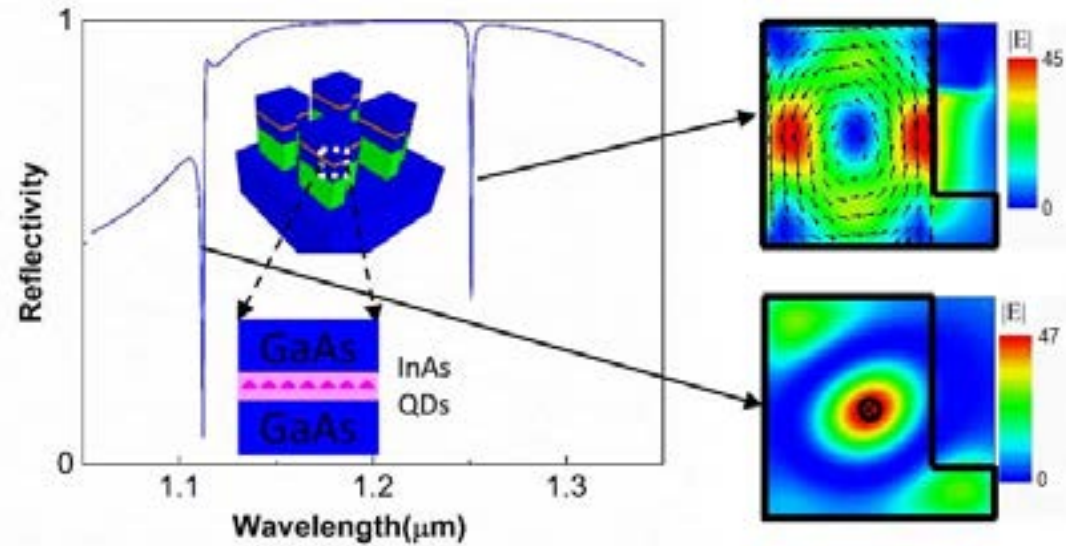 1
Reflectivity
0
1.1
1.2
1.3
Wavelength(μm)
GaAs
GaAs
InAs
QDs
|E|
45
0
|E|
47
0